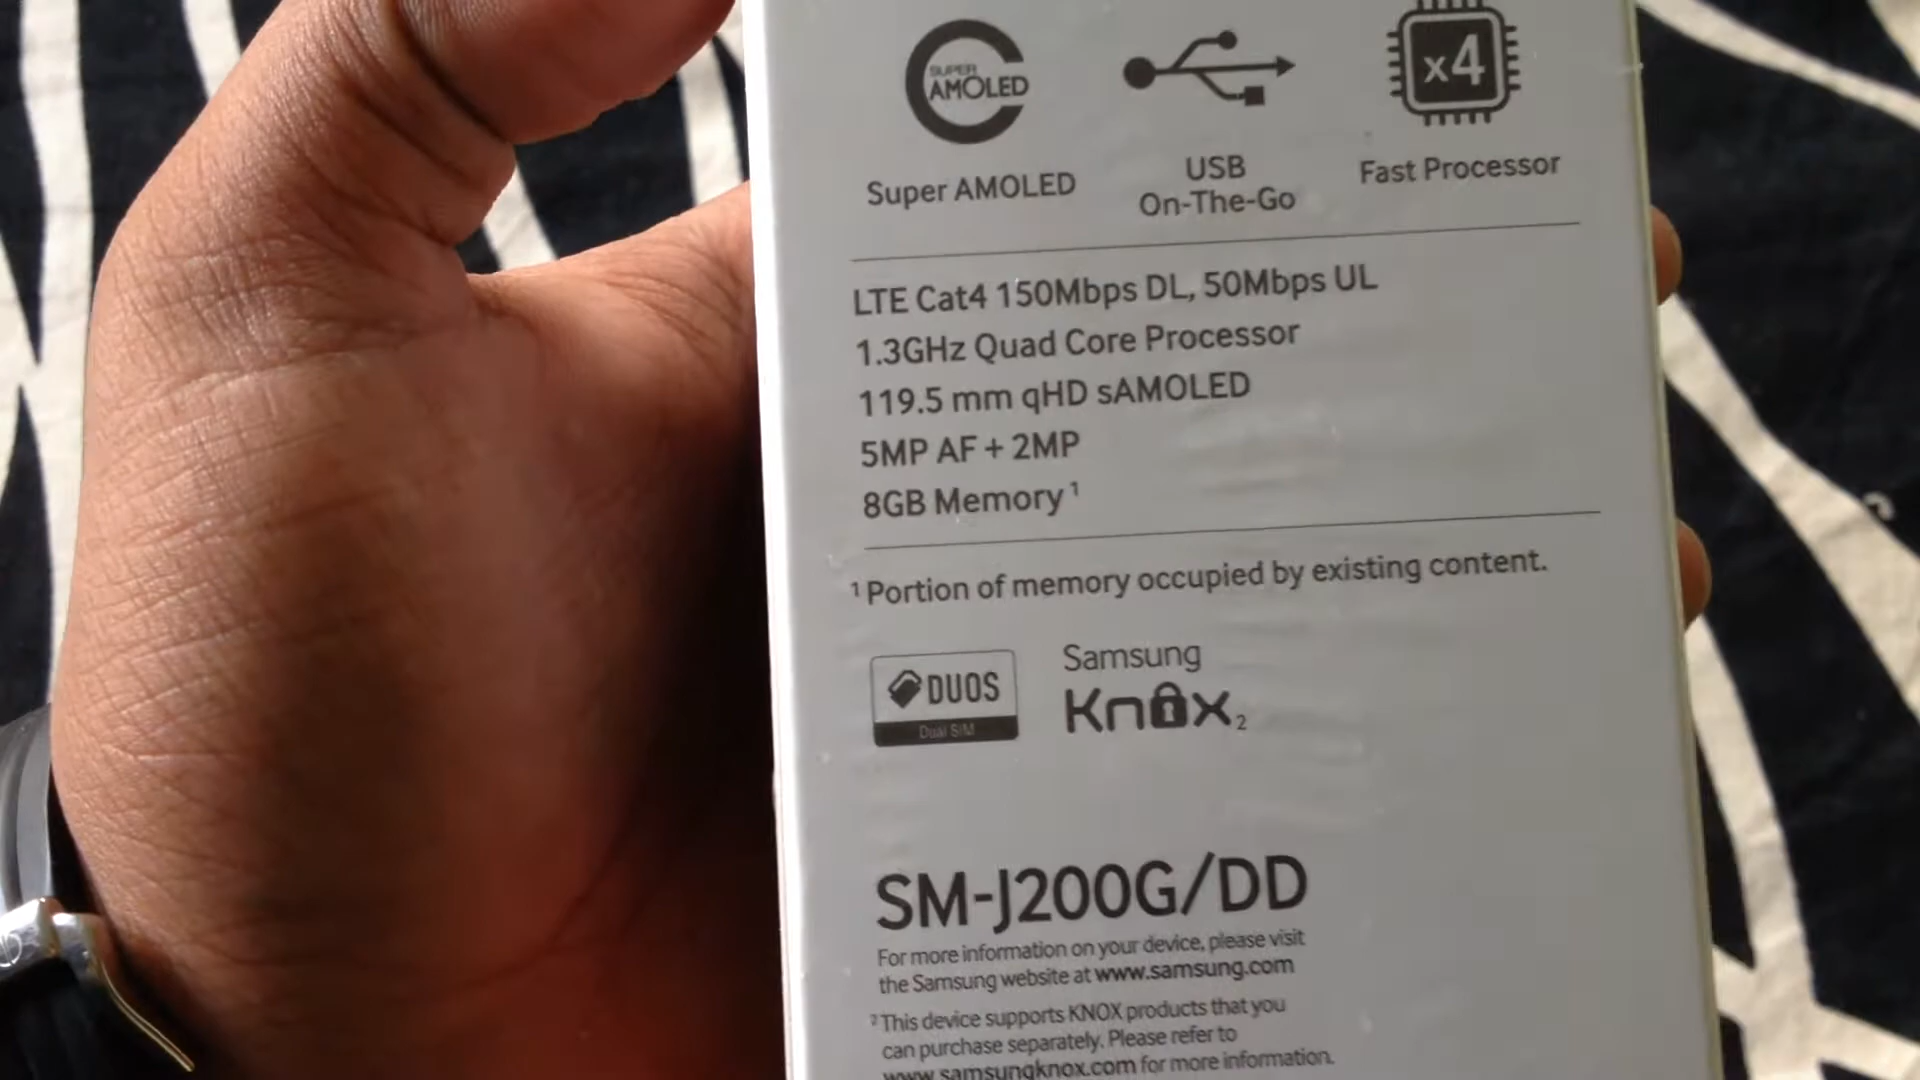 SUPER
AMOLED
x4
Super AMOLED
USB
On-The-Go
Fast Processor
LTE Cat4 150Mbps DL, 50Mbps UL
1.3GHz Quad Core Processor
119.5 mm qHD sAMOLED
5MP AF + 2MP
8GB Memory ¹
¹ Portion of memory occupied by existing content.
DUOS
Dual SIM
Samsung
Knox 2
SM-J200G/DD
For more information on your device, please visit
the Samsung website at www.samsung.com
² This device supports KNOX products that you
can purchase separately. Please refer to
www.samsungknox.com for more information.